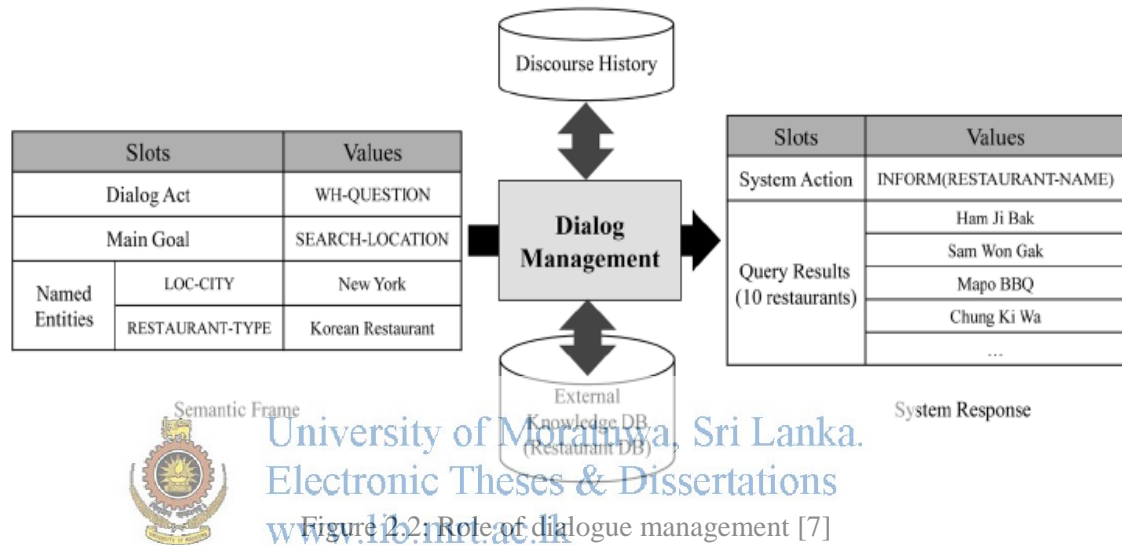 Discourse History
Slots Values
Dialog Act WH-QUESTION
Main Goal SEARCH-LOCATION
Named Entities
LOC-CITY New York
RESTAURANT-TYPE Korean Restaurant
Semantic Frame
Dialog
Management
External
Knowledge DB
(Restaurant DB)
Slots Values
System Action INFORM(RESTAURANT-NAME)
Query Results
(10 restaurants)
Ham Ji Bak
Sam Won Gak
Mapo BBQ
Chung Ki Wa
...
System Response
University of Moratuwa, Sri Lanka.
Electronic Theses & Dissertations
www.lib.mrt.ac.lk
Figure 2.2: Role of dialogue management [7]